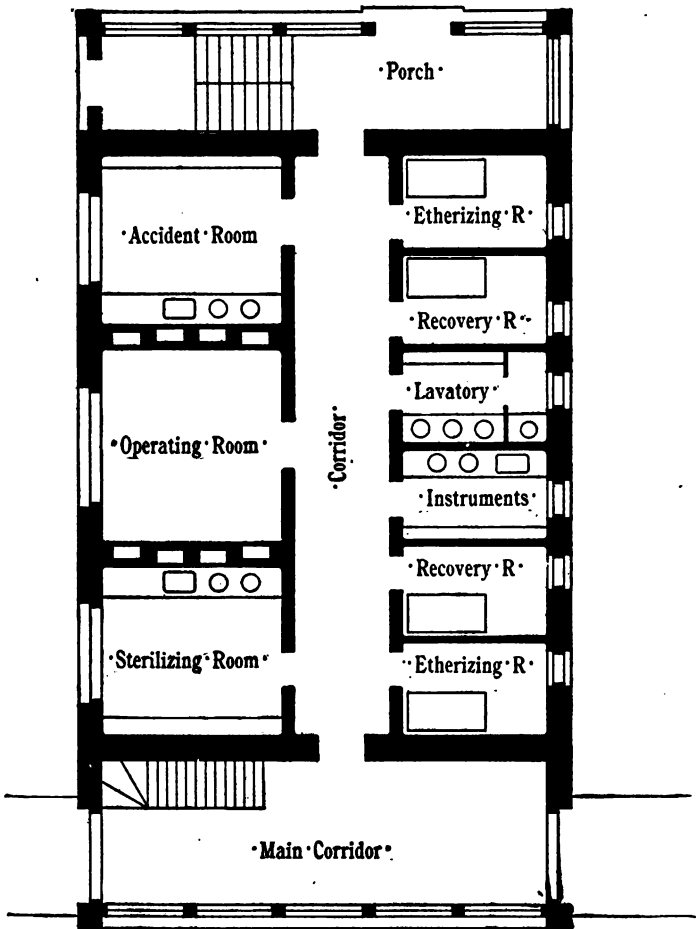 ·Porch·
·Etherizing·R·
·Accident·Room
·Recovery·R·
·Lavatory·
·Operating·Room·
·Corridor·
·Instruments·
·Recovery·R
·Sterilizing·Room·
·Etherizing·R·
·Main·Corridor·